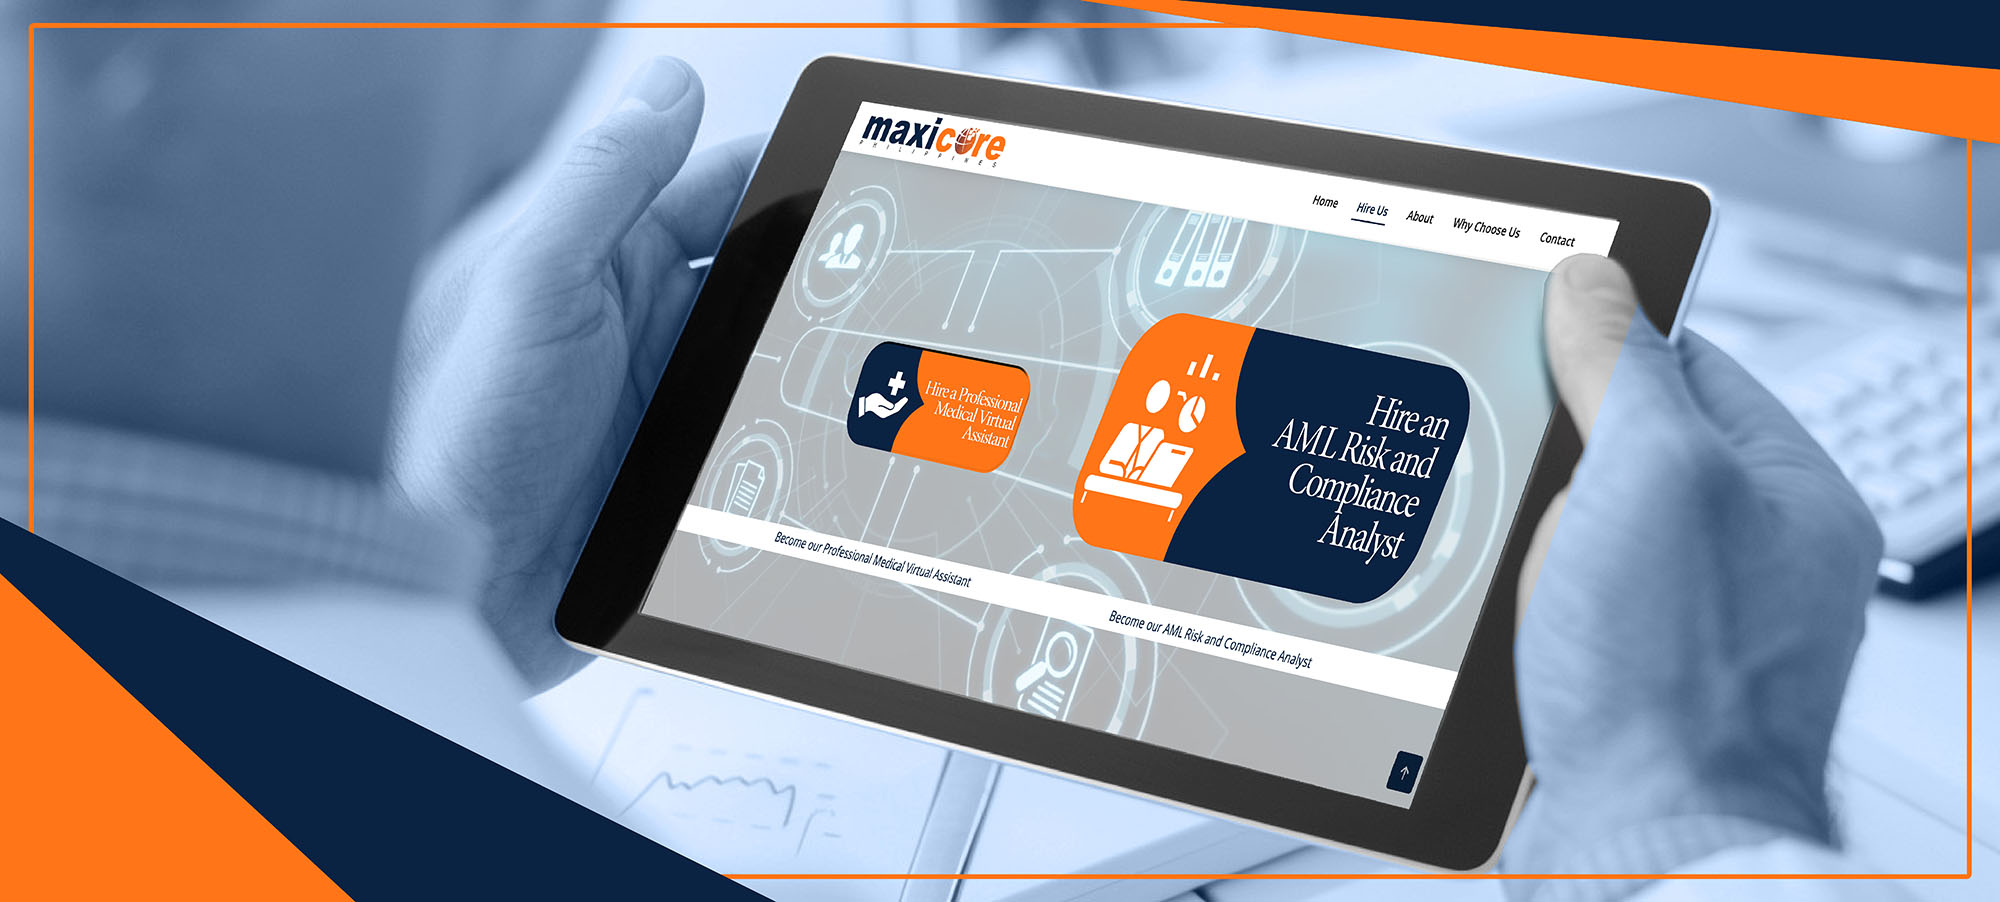 maxicore
PHILIPPINES
Home Hire Us About Why Choose Us Contact
Hire a Professional
Medical Virtual
Assistant
Hire an
AML Risk and
Compliance
Analyst
Become our Professional Medical Virtual Assistant
Become our AML Risk and Compliance Analyst